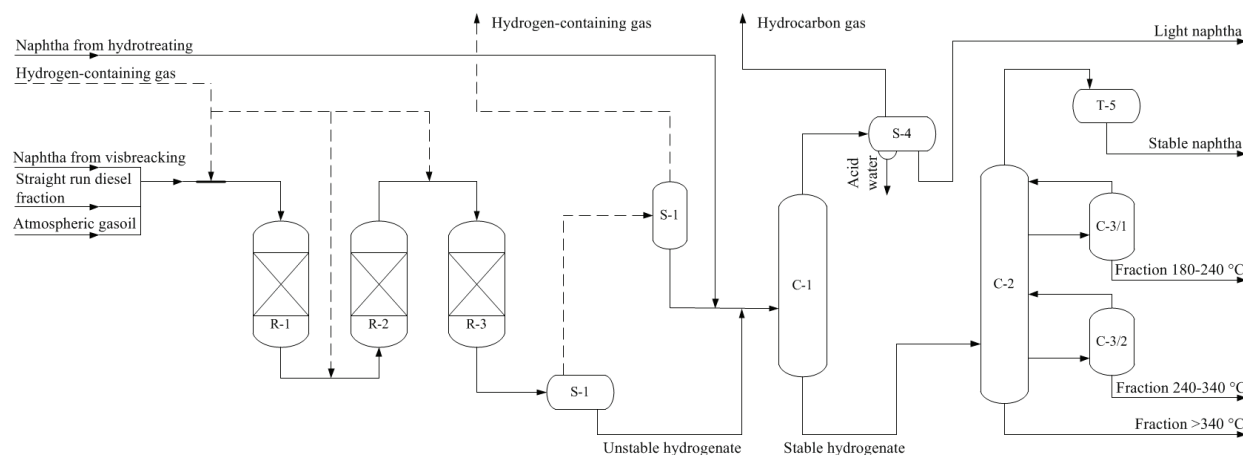 Hydrogen-containing gas
Hydrocarbon gas
Light naphtha
Naphtha from hydrotreating
Hydrogen-containing gas
T-5
S-4
Stable naphtha
Naphtha from visbreacking
Acid
water
Straight run diesel
fraction
S-1
Atmospheric gasoil
C-3/1
Fraction 180-240 °C
C-1
C-2
R-1
R-2
R-3
C-3/2
S-1
Fraction 240-340 °C
Fraction >340 °C
Unstable hydrogenate
Stable hydrogenate